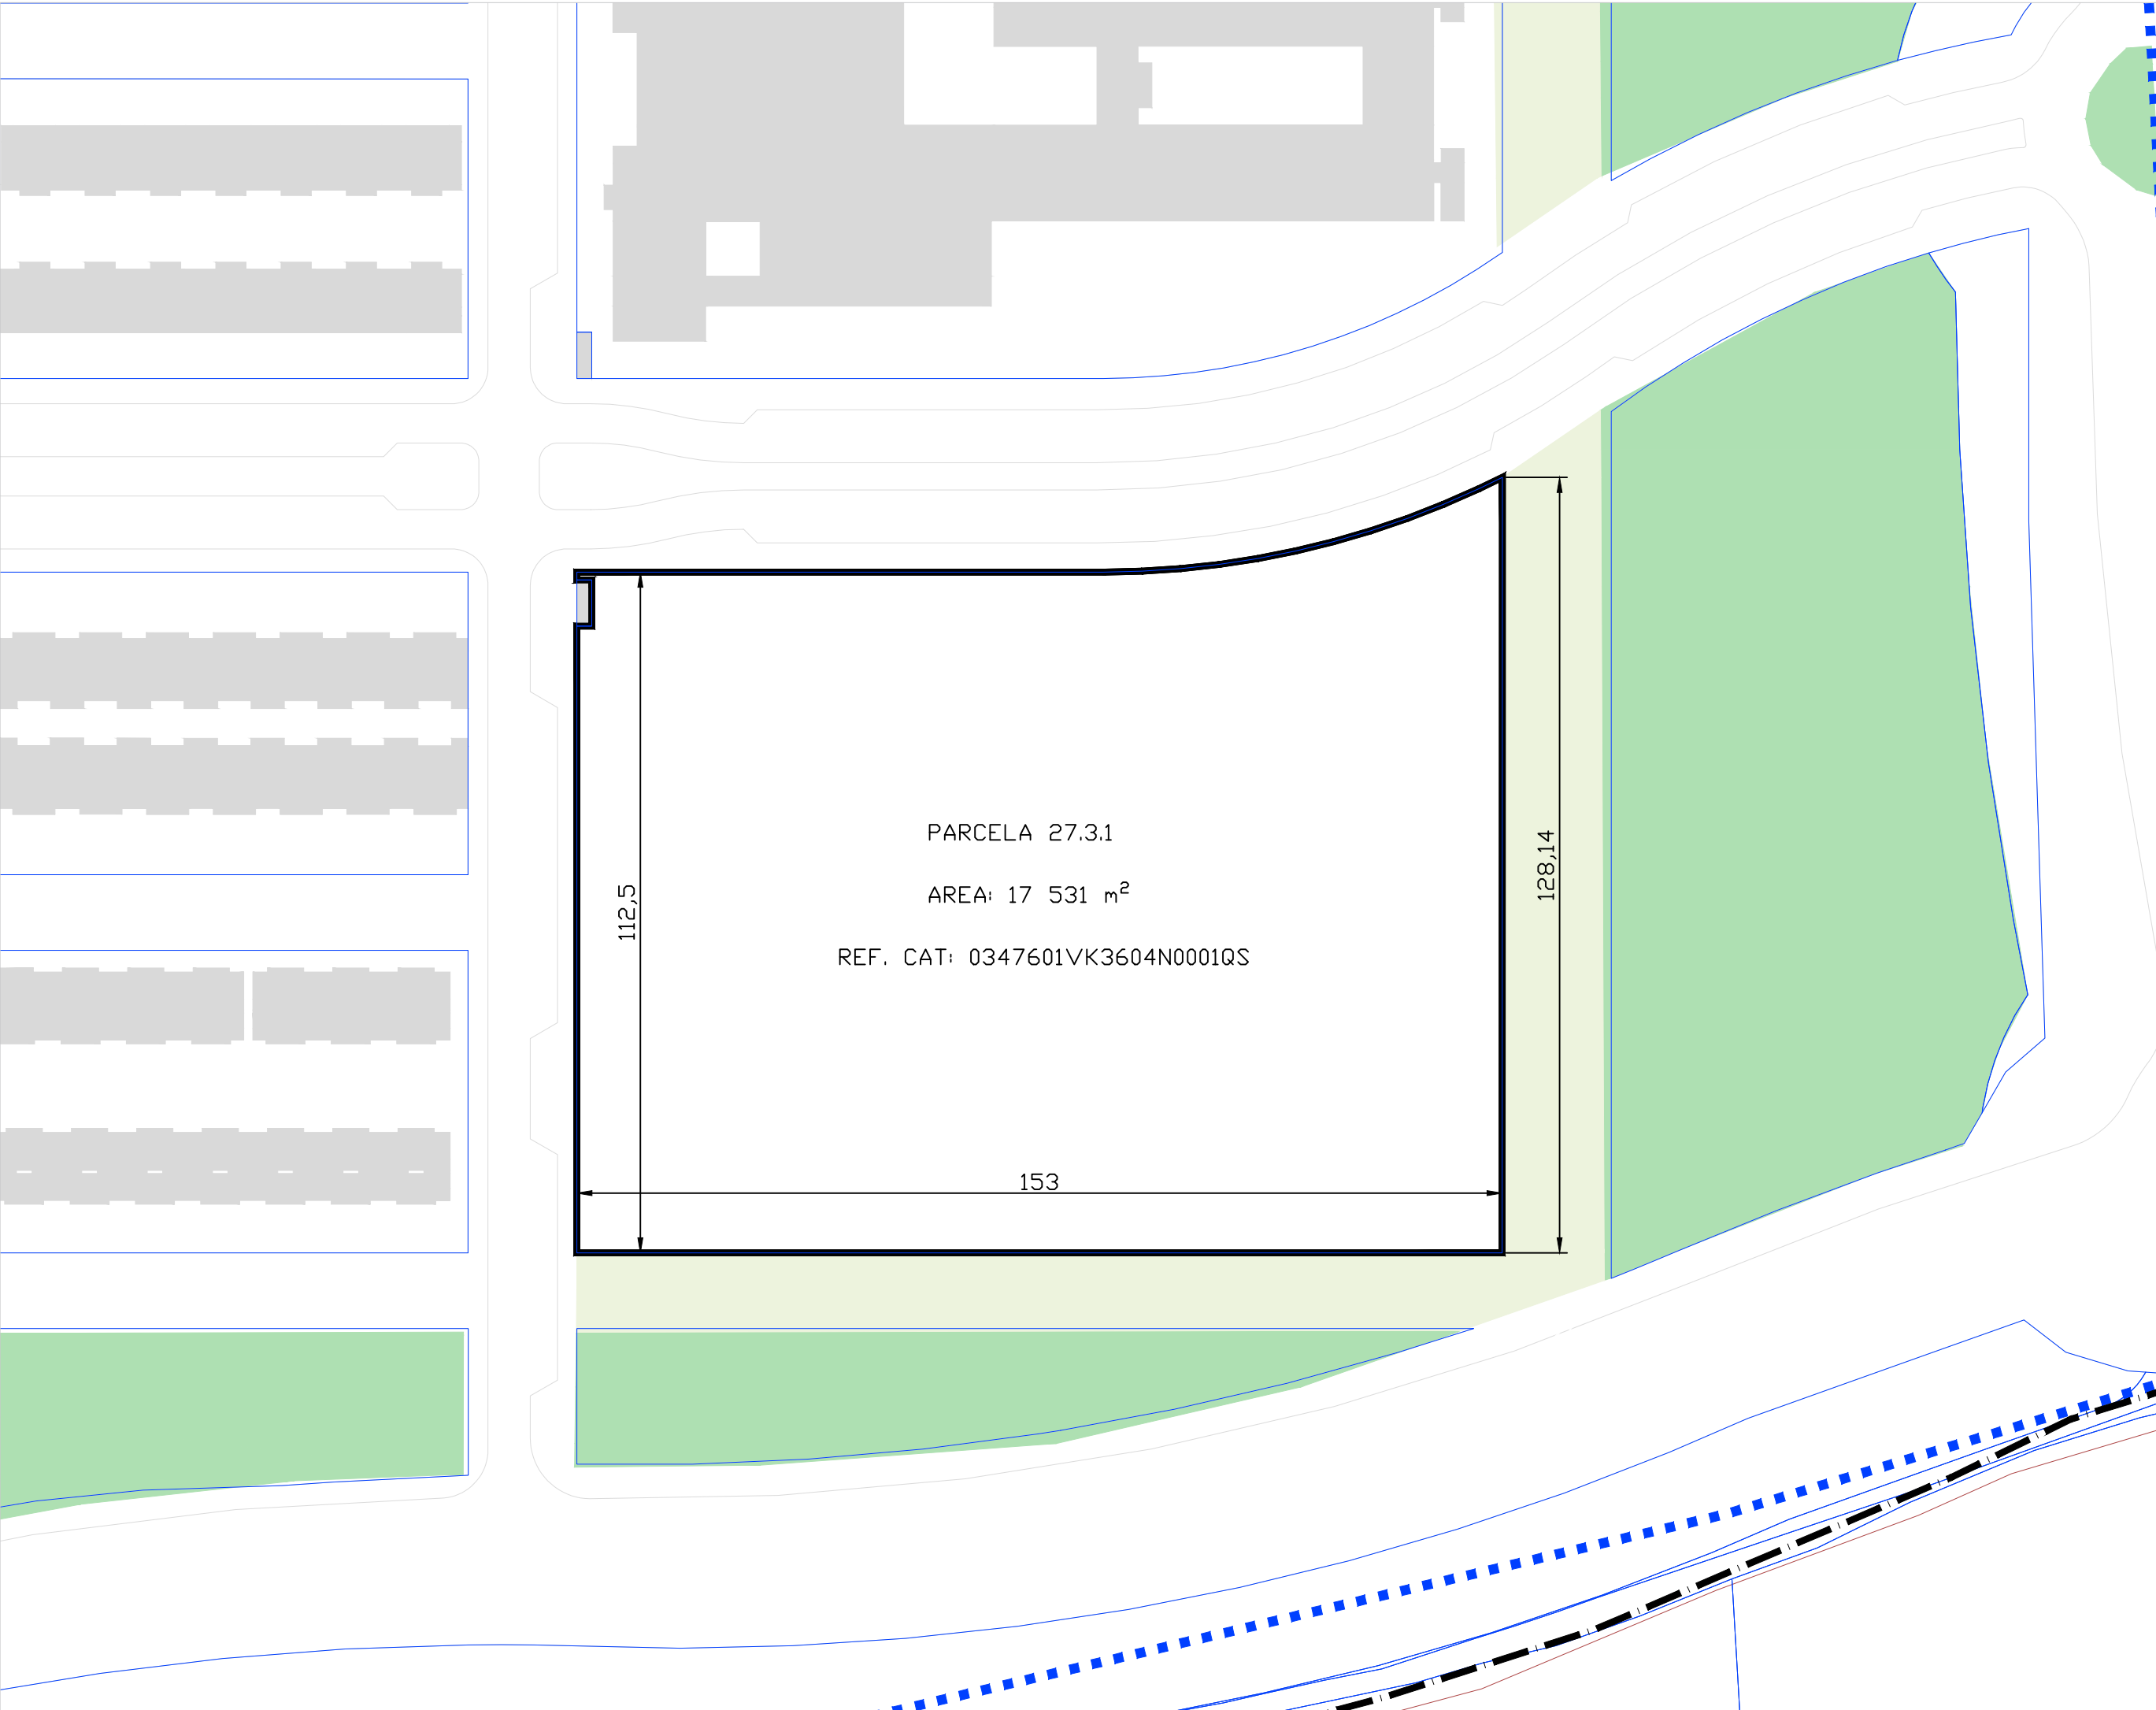 PARCELA 27.3.1
AREA: 17 531 m²
REF. CAT: 0347601VK3604N0001QS
112,5
128,14
153